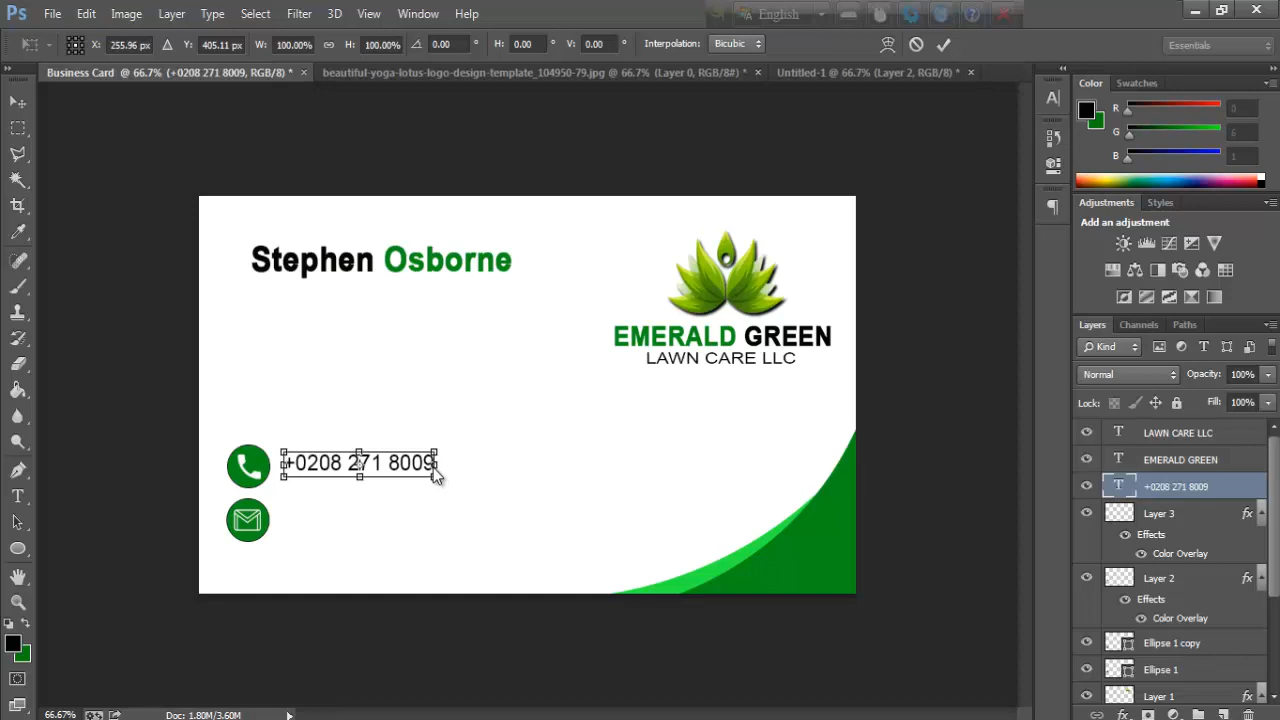 Ps File Edit Image Layer Type Select Filter 3D View Window Help
English
X: 255.96 px Y: 405.11 px W: 100.00% H: 100.00% 0.00 ° H: 0.00 ° V: 0.00 ° Interpolation: Bicubic
Essentials
Business Card @ 66.7% (+0208 271 8009, RGB/8) * ×
beautiful-yoga-lotus-logo-design-template_104950-79.jpg @ 66.7% (Layer 0, RGB/8#) * ×
Untitled-1 @ 66.7% (Layer 2, RGB/8) * ×
Color Swatches
R 0
G 6
B 1
Adjustments Styles
Add an adjustment
Layers Channels Paths
Kind
Normal Opacity: 100%
Lock: Fill: 100%
T LAWN CARE LLC
T EMERALD GREEN
T +0208 271 8009
Layer 3 fx
Effects
Color Overlay
Layer 2 fx
Effects
Color Overlay
Ellipse 1 copy
Ellipse 1
Layer 1
Stephen Osborne
EMERALD GREEN
LAWN CARE LLC
+0208 271 8009
66.67% Doc: 1.80M/3.60M